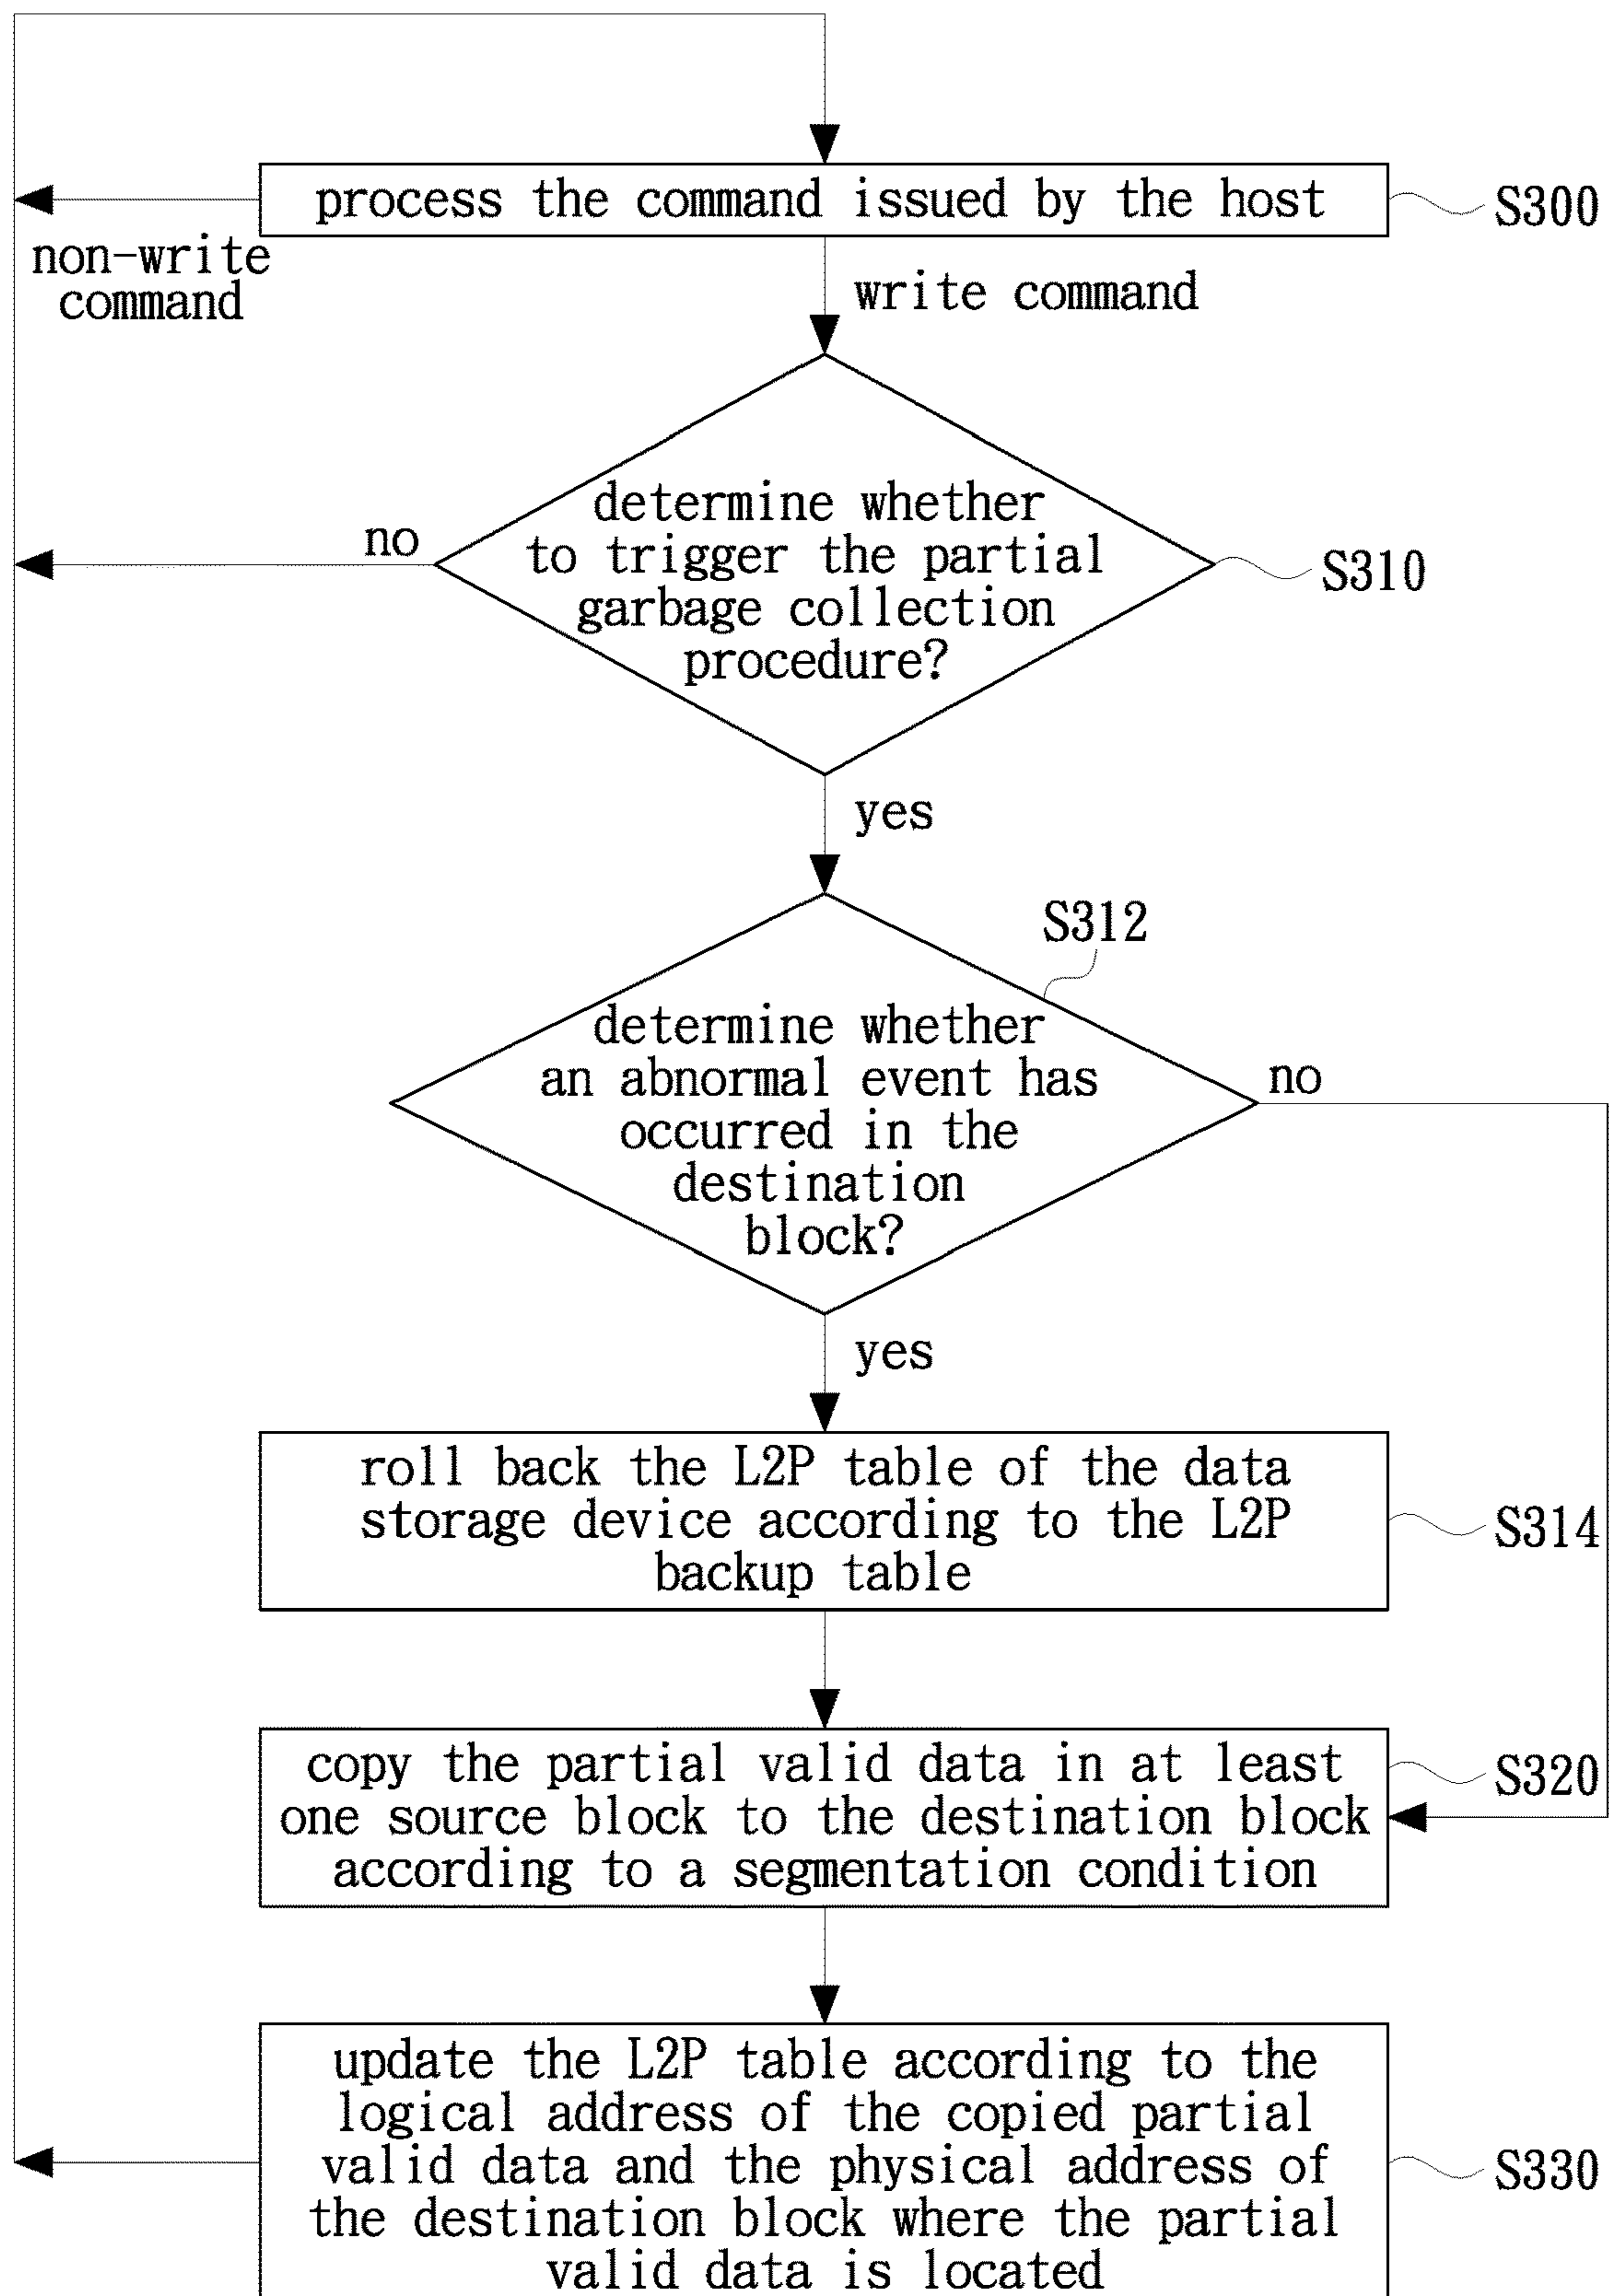 process the command issued by the host
S300
non-write
command
write command
determine whether
to trigger the partial
garbage collection
procedure?
no
S310
yes
S312
determine whether
an abnormal event has
occurred in the
destination
block?
no
yes
roll back the L2P table of the data
storage device according to the L2P
backup table
S314
copy the partial valid data in at least
one source block to the destination block
according to a segmentation condition
S320
update the L2P table according to the
logical address of the copied partial
valid data and the physical address of
the destination block where the partial
valid data is located
S330